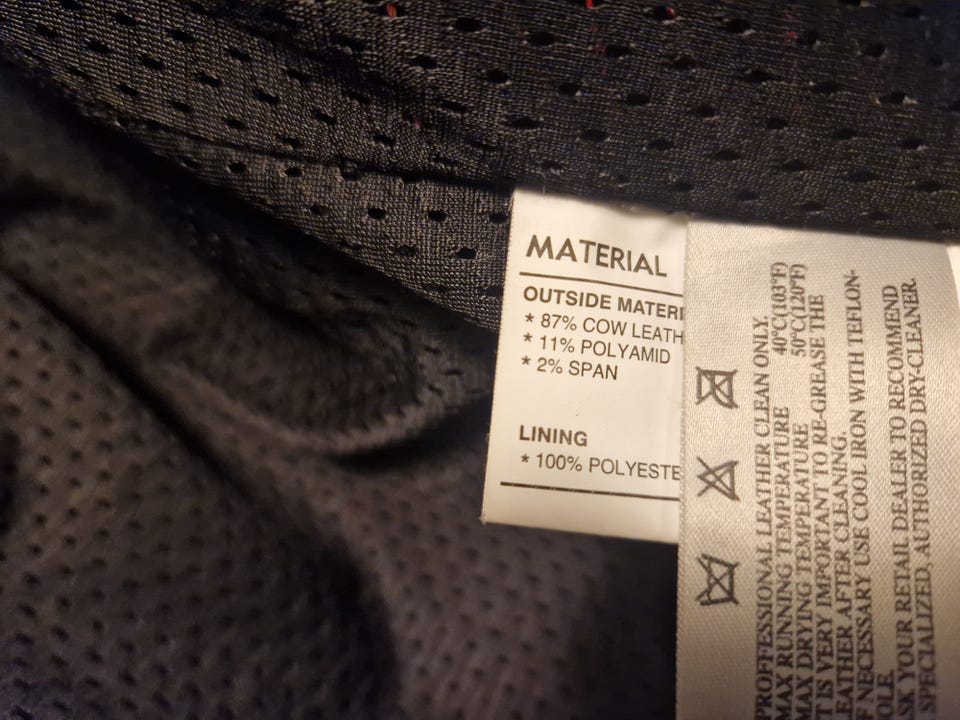 MATERIAL
OUTSIDE MATERI
* 87% COW LEATH
* 11% POLYAMID
* 2% SPAN
LINING
* 100% POLYESTE
PROFFESSIONAL LEATHER CLEAN ONLY.
MAX RUNNING TEMPERATURE 40°C(103°F)
MAX DRYING TEMPERATURE 50°C(120°F)
T IS VERY IMPORTANT TO RE-GREASE THE
EATHER AFTER CLEANING.
F NECESSARY USE COOL IRON WITH TEFLON-
OLE.
SK YOUR RETAIL DEALER TO RECOMMEND
SPECIALIZED, AUTHORIZED DRY-CLEANER.